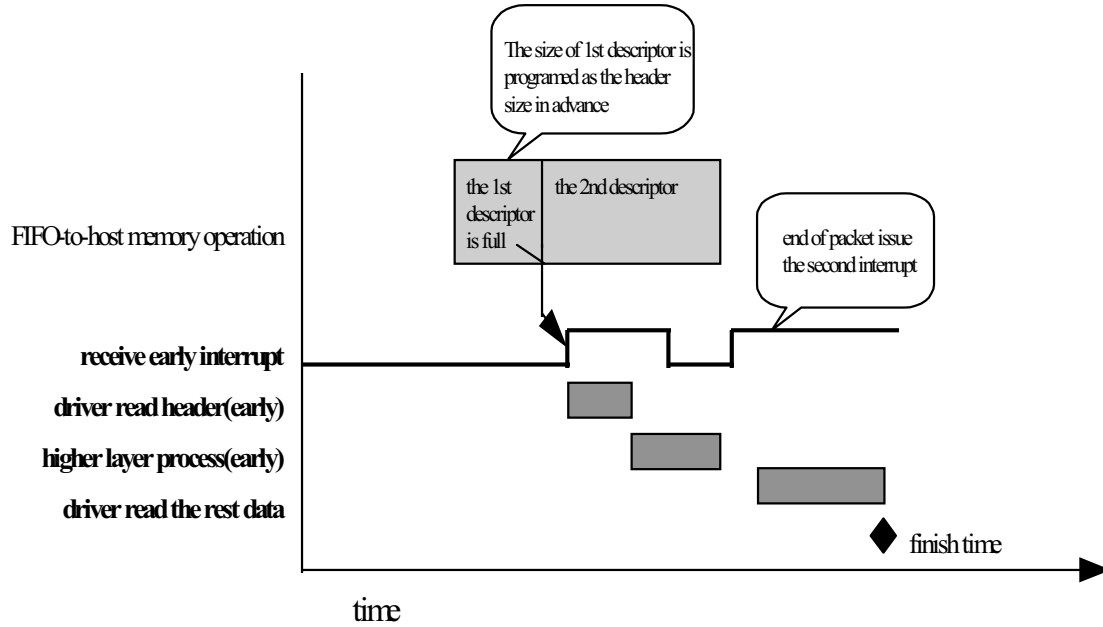 The size of 1st descriptor is
programed as the header
size in advance
the 1st
descriptor
is full
the 2nd descriptor
FIFO-to-host memory operation
end of packet issue
the second interrupt
receive early interrupt
driver read header(early)
higher layer process(early)
driver read the rest data
finish time
time